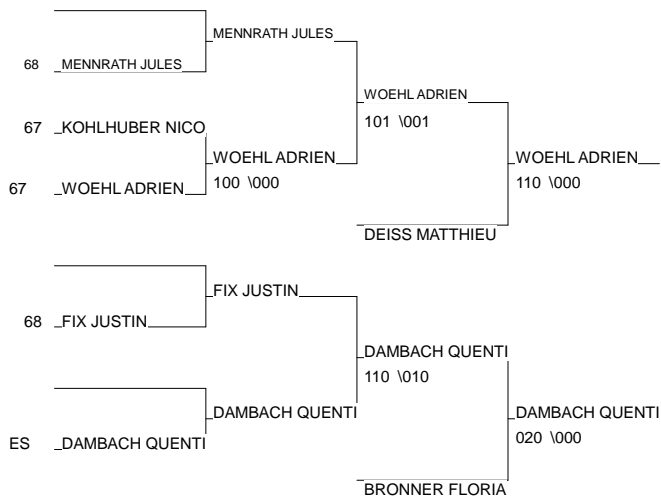 MENNRATH JULES
68 MENNRATH JULES
WOEHL ADRIEN
101 \001
67 KOHLHUBER NICO
WOEHL ADRIEN
100 \000
WOEHL ADRIEN
110 \000
67 WOEHL ADRIEN
DEISS MATTHIEU
FIX JUSTIN
68 FIX JUSTIN
DAMBACH QUENTI
110 \010
DAMBACH QUENTI
DAMBACH QUENTI
020 \000
ES DAMBACH QUENTI
BRONNER FLORIA